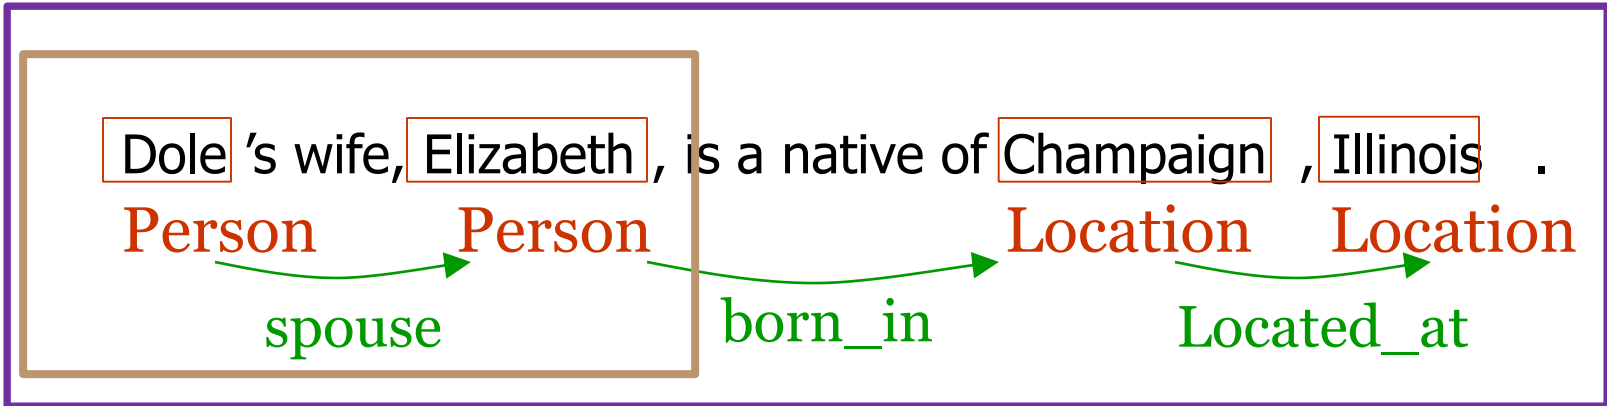 Dole 's wife, Elizabeth , is a native of Champaign , Illinois .
Person Person Location Location
spouse born_in Located_at